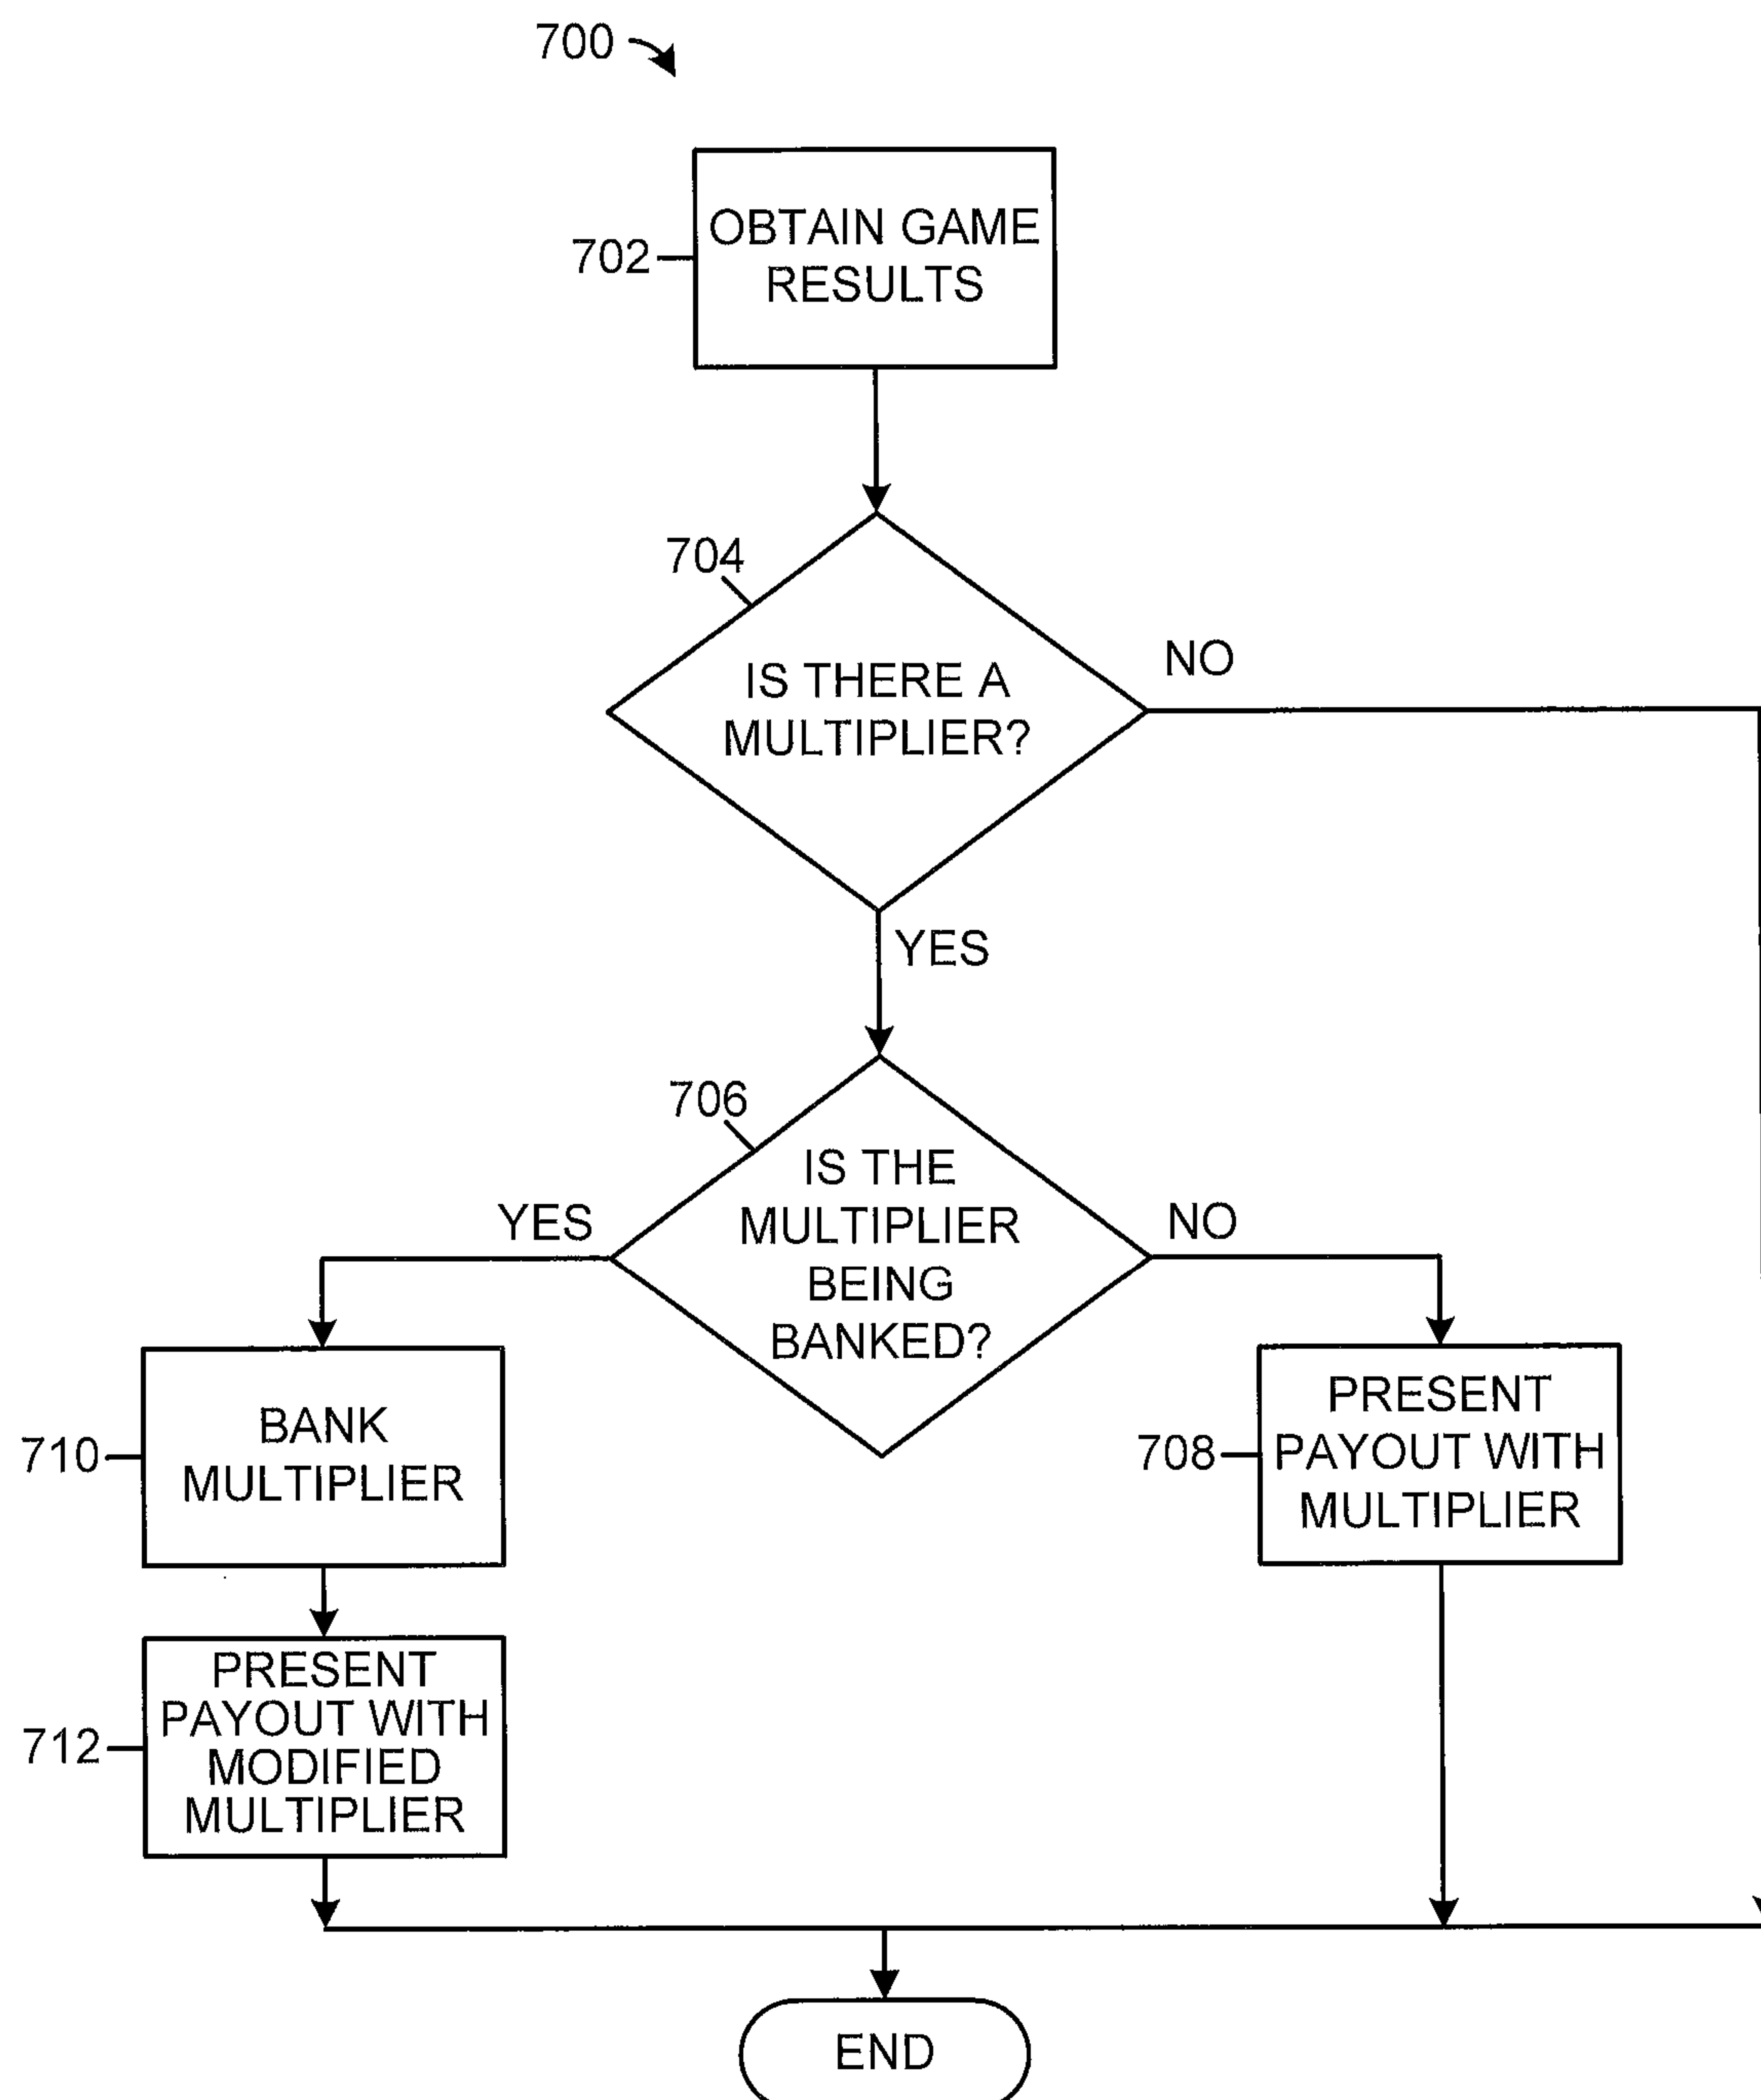 700
OBTAIN GAME
RESULTS
702
704
IS THERE A
MULTIPLIER?
NO
YES
706
IS THE
MULTIPLIER
BEING
BANKED?
YES
NO
BANK
MULTIPLIER
710
PRESENT
PAYOUT WITH
MULTIPLIER
708
PRESENT
PAYOUT WITH
MODIFIED
MULTIPLIER
712
END